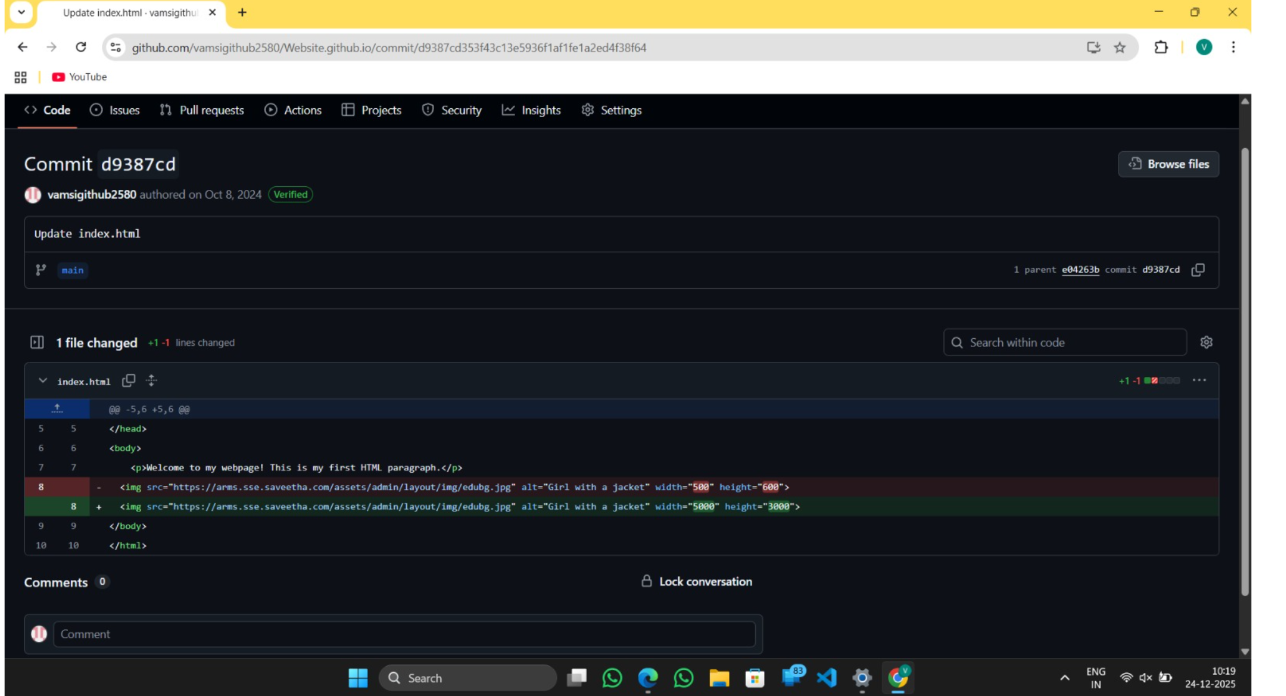 Update index.html - vamsigithu
github.com/vamsigithub2580/Website.github.io/commit/d9387cd353f43c13e5936f1af1fe1a2ed4f38f64
V
YouTube
<> Code Issues Pull requests Actions Projects Security Insights Settings
Commit d9387cd
Browse files
vamsigithub2580 authored on Oct 8, 2024 Verified
Update index.html
main
1 parent e04263b commit d9387cd
1 file changed +1 -1 lines changed
Search within code
index.html
+1 -1
@@ -5,6 +5,6 @@
5 5 </head>
6 6 <body>
7 7 <p>Welcome to my webpage! This is my first HTML paragraph.</p>
8 - <img src="https://arms.sse.saveetha.com/assets/admin/layout/img/edubg.jpg" alt="Girl with a jacket" width="500" height="600">
8 + <img src="https://arms.sse.saveetha.com/assets/admin/layout/img/edubg.jpg" alt="Girl with a jacket" width="5000" height="3000">
9 9 </body>
10 10 </html>
Comments 0
Lock conversation
Comment
Search
83
V
ENG
IN
10:19
24-12-2025